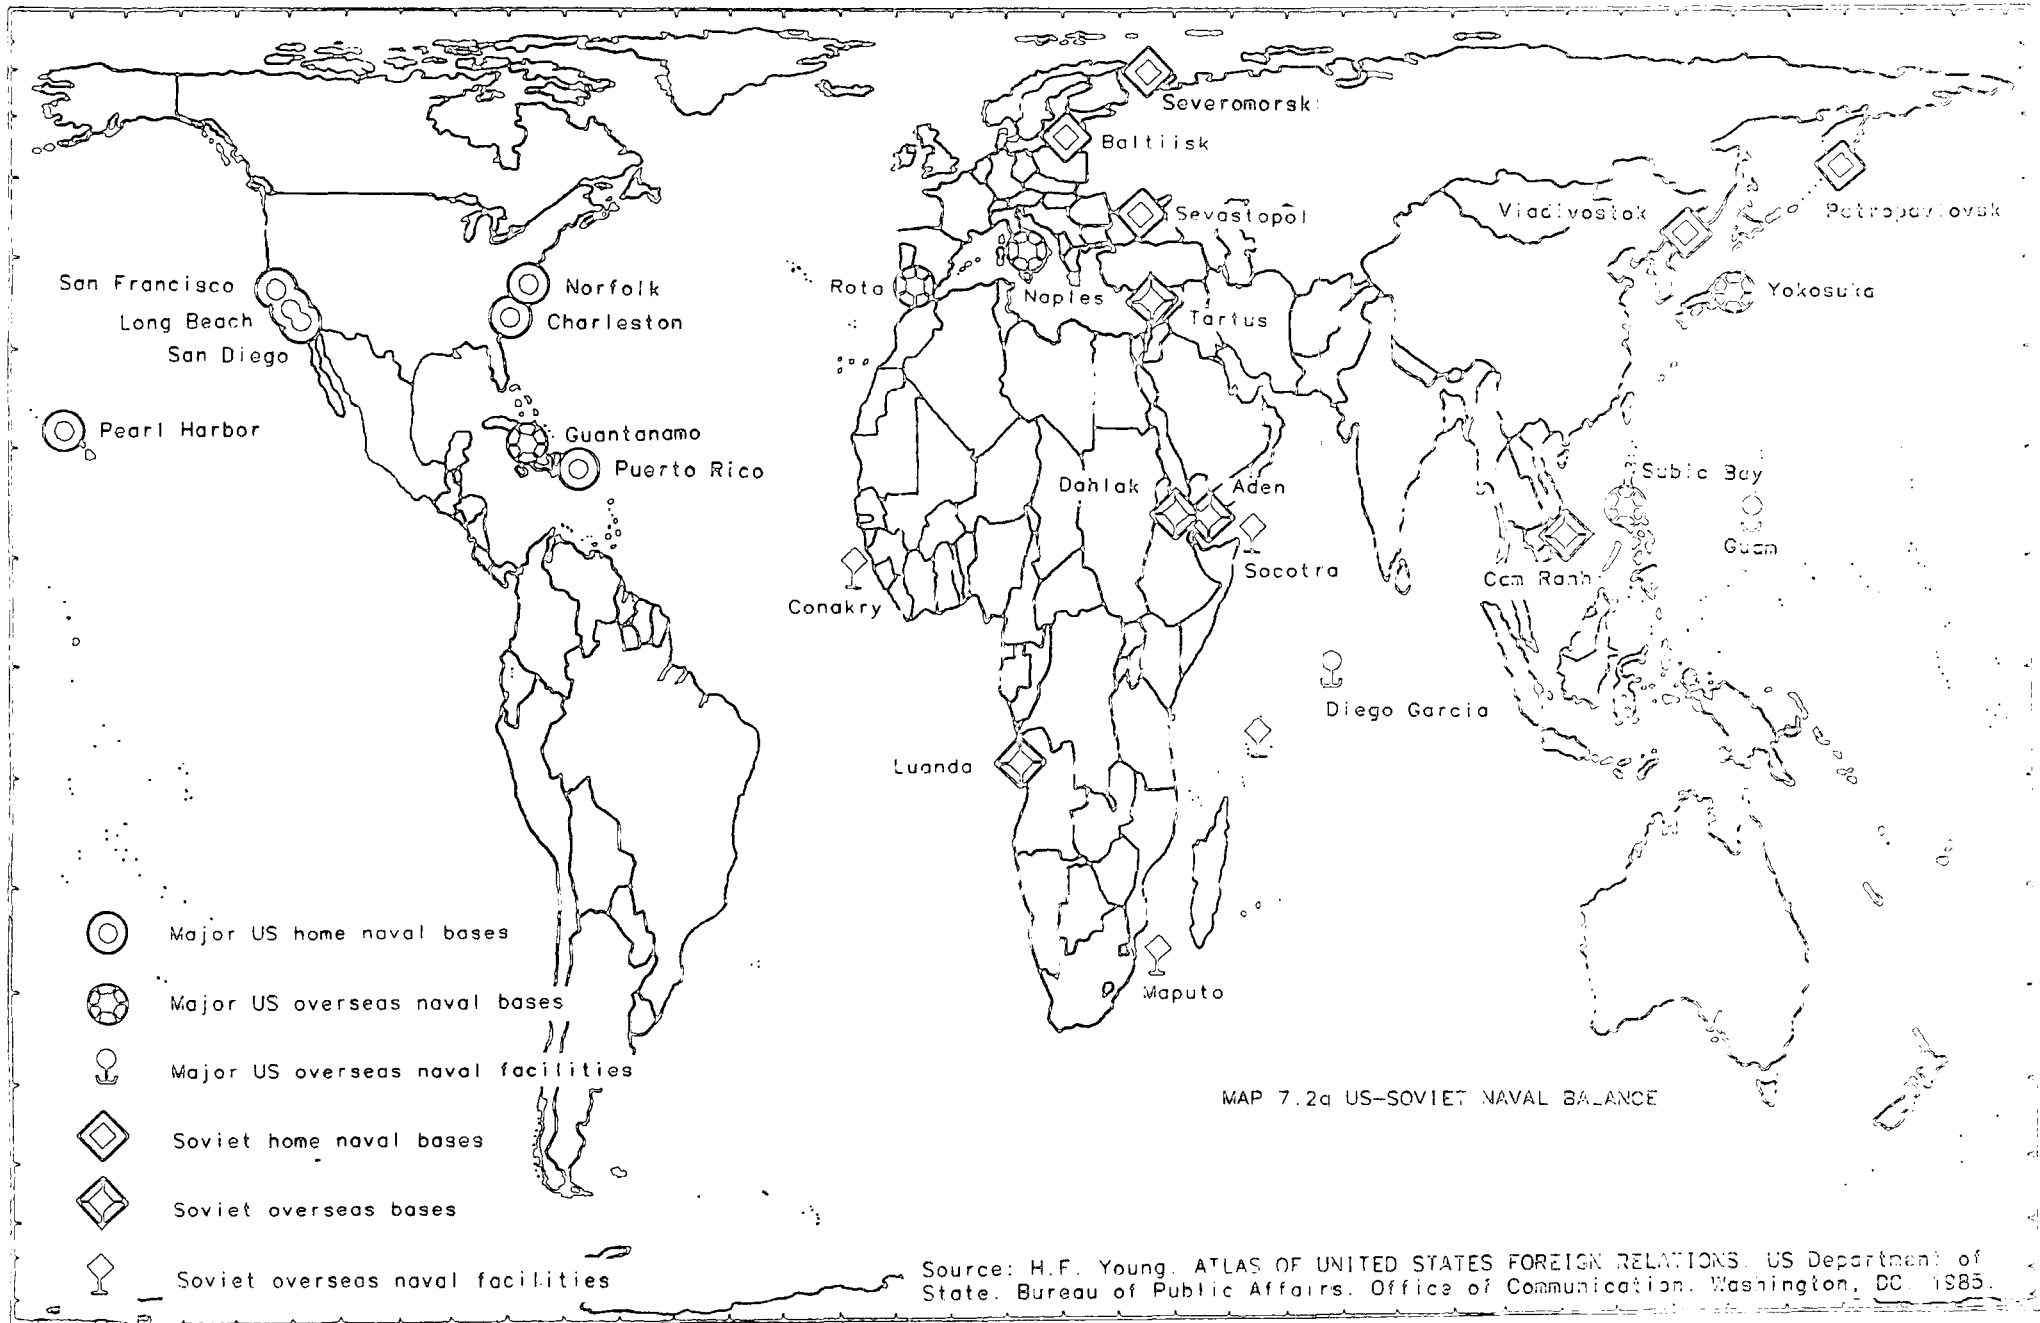 Severomorsk
Baltiisk
Sevastopol
Vladivostok
Petropavlovsk
San Francisco
Norfolk
Rota
Naples
Yokosuka
Long Beach
Charleston
Tartus
San Diego
Pearl Harbor
Guantanamo
Puerto Rico
Dahlak
Aden
Subic Bay
Guam
Socotra
Cam Ranh
Conakry
Diego Garcia
Luanda
Maputo
Major US home naval bases
Major US overseas naval bases
Major US overseas naval facilities
Soviet home naval bases
Soviet overseas bases
Soviet overseas naval facilities
MAP 7.2a US-SOVIET NAVAL BALANCE
Source: H.F. Young. ATLAS OF UNITED STATES FOREIGN RELATIONS. US Department of
State. Bureau of Public Affairs. Office of Communication. Washington, DC. 1985.